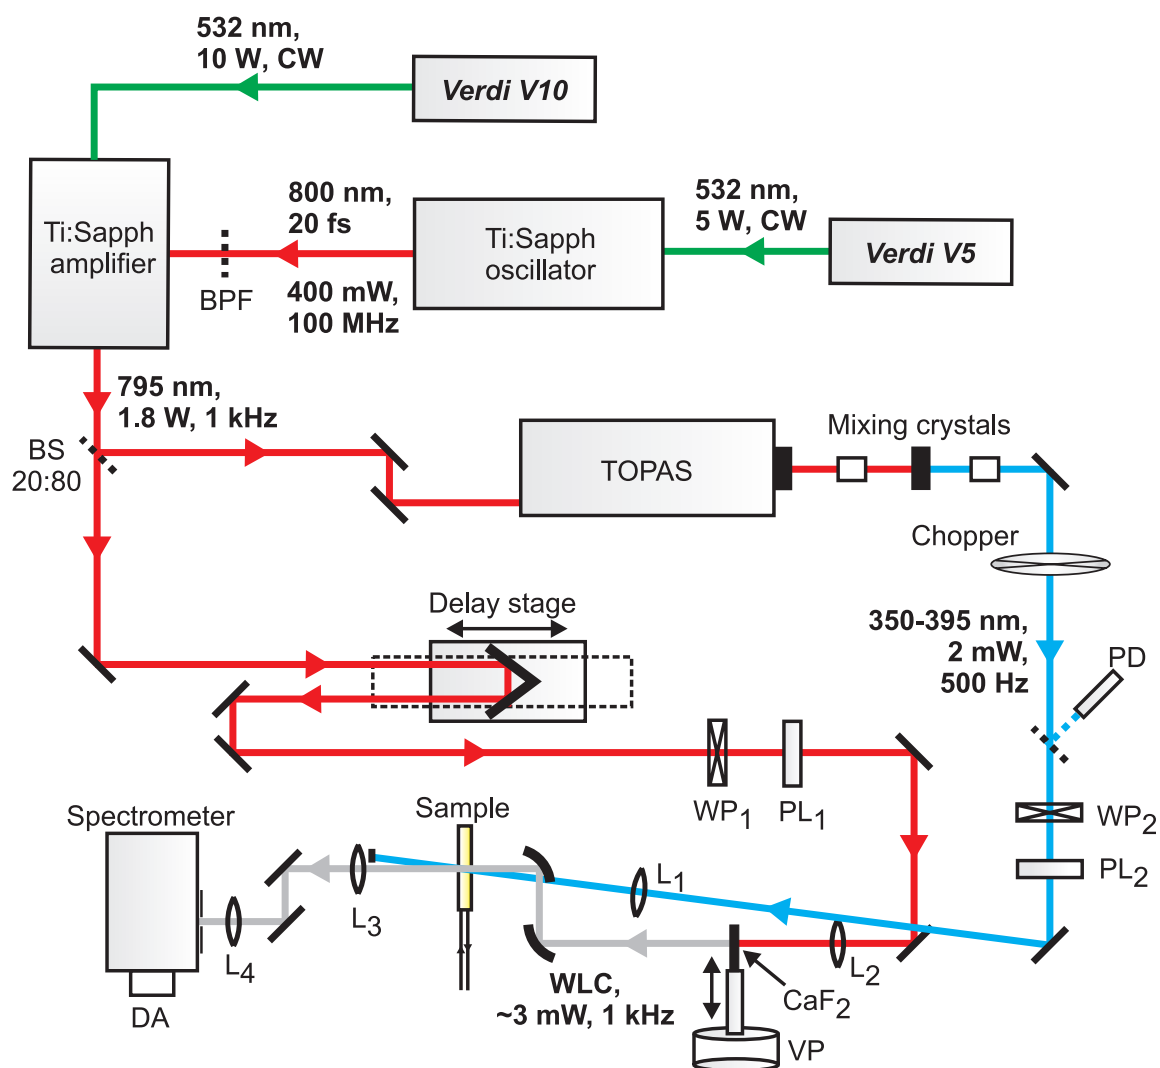 532 nm,
10 W, CW
Verdi V10
Ti:Sapph
amplifier
BPF
800 nm,
20 fs
400 mW,
100 MHz
Ti:Sapph
oscillator
532 nm,
5 W, CW
Verdi V5
795 nm,
1.8 W, 1 kHz
BS
20:80
TOPAS
Mixing crystals
Chopper
350-395 nm,
2 mW,
500 Hz
PD
Delay stage
WP1
PL1
WP2
PL2
Spectrometer
Sample
L1
L3
L4
L2
DA
WLC,
~3 mW, 1 kHz
CaF2
VP